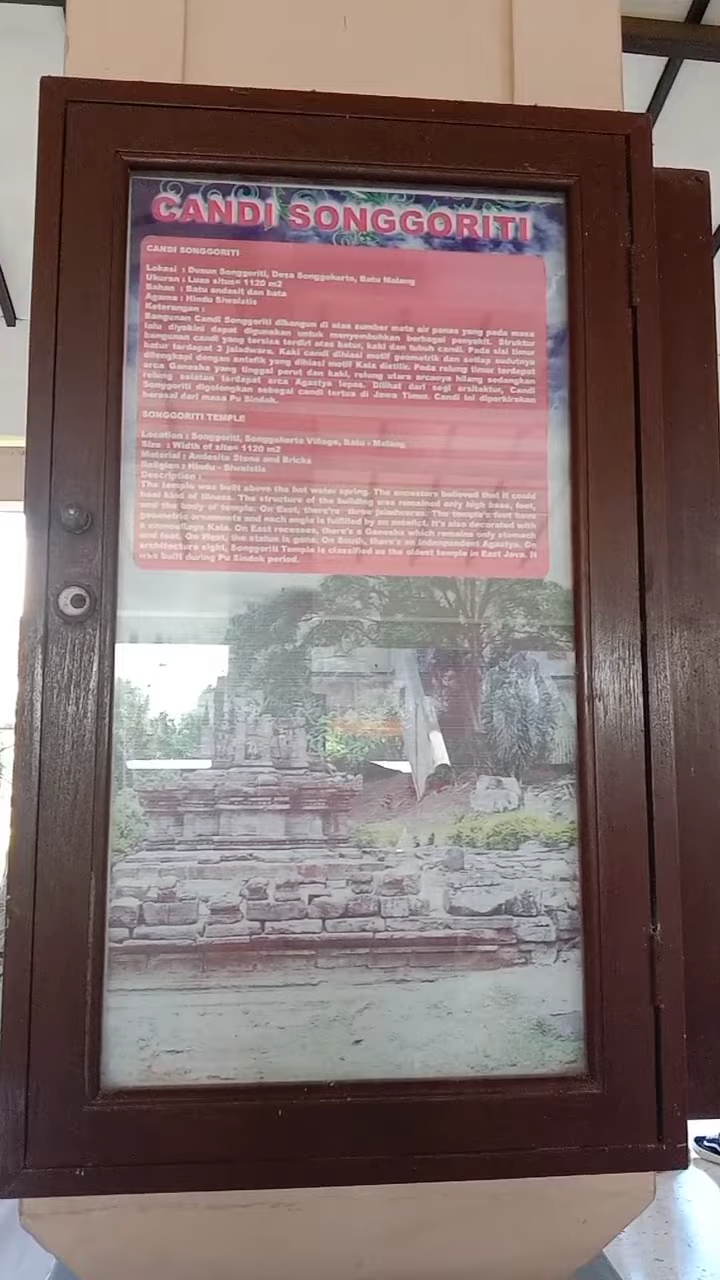 CANDI SONGGORITI
CANDI SONGGORITI
Lokasi : Dusun Songgoriti, Desa Songgokerto, Batu Malang
Ukuran : Luas situs= 1120 m2
Bahan : Batu andesit dan bata
Agama : Hindu Siwaistis
Keterangan :
Bangunan Candi Songgoriti dibangun di atas sumber mata air panas yang pada masa
lalu diyakini dapat digunakan untuk menyembuhkan berbagai penyakit. Struktur
bangunan candi yang tersisa terdiri atas batur, kaki dan tubuh candi. Pada sisi timur
batur terdapat 3 jaladwara. Kaki candi dihiasi motif geometrik dan setiap sudutnya
dilengkapi dengan antefik yang dihiasi motif Kala distilir. Pada relung timur terdapat
arca Ganesha yang tinggal perut dan kaki, relung utara arcanya hilang sedangkan
relung selatan terdapat arca Agastya lepas. Dilihat dari segi arsitektur, Candi
Songgoriti digolongkan sebagai candi tertua di Jawa Timur. Candi ini diperkirakan
berasal dari masa Pu Sindok.
SONGGORITI TEMPLE
Location : Songgoriti, Songgokerto Village, Batu - Malang
Size : Width of site= 1120 m2
Material : Andesite Stone and Bricks
Religion : Hindu - Siwaistis
Description :
The temple was built above the hot water spring. The ancestors believed that it could
heal kind of illness. The structure of the building was remained only high base, feet,
and the body of temple. On East, there're three jaladwaras. The temple's feet have
geometric ornaments and each angle is fulfilled by an antefict. It's also decorated with
a camouflage Kala. On East recesses, there's a Ganesha which remains only stomach
and feet. On West, the statue is gone. On South, there's an independent Agastya. On
architecture sight, Songgoriti Temple is classified as the oldest temple in East Java. It
was built during Pu Sindok period.